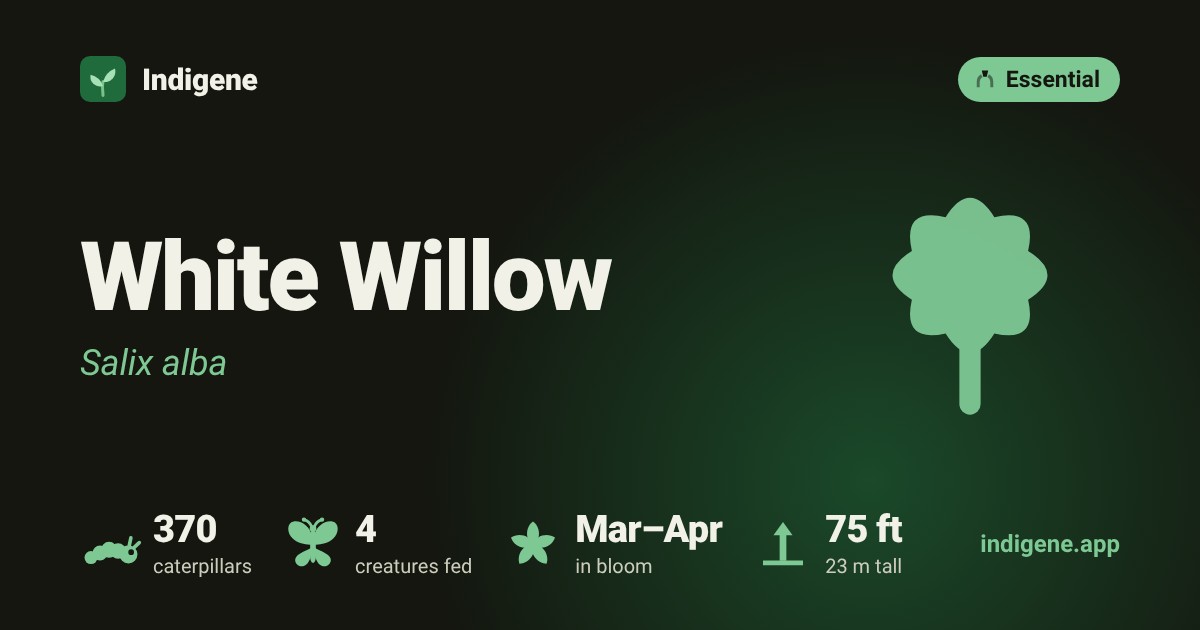 Indigene
Essential
White Willow
Salix alba
370
caterpillars
4
creatures fed
Mar–Apr
in bloom
75 ft
23 m tall
indigene.app